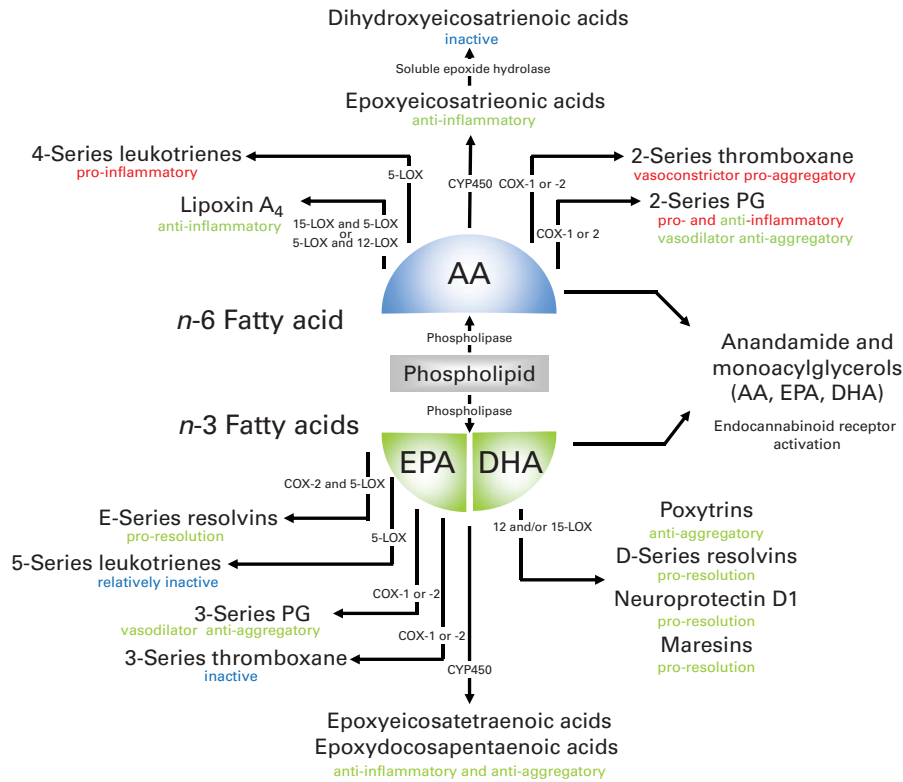 Dihydroxyeicosatrienoic acids
inactive
Soluble epoxide hydrolase
Epoxyeicosatrieonic acids
anti-inflammatory
4-Series leukotrienes
pro-inflammatory
5-LOX
CYP450
COX-1 or -2
2-Series thromboxane
vasoconstrictor pro-aggregatory
Lipoxin A4
anti-inflammatory
15-LOX and 5-LOX
or
5-LOX and 12-LOX
COX-1 or 2
2-Series PG
pro- and anti-inflammatory
vasodilator anti-aggregatory
AA
n-6 Fatty acid
Phospholipase
Phospholipid
Phospholipase
Anandamide and
monoacylglycerols
(AA, EPA, DHA)
Endocannabinoid receptor
activation
n-3 Fatty acids
EPA
DHA
COX-2 and 5-LOX
E-Series resolvins
pro-resolution
5-LOX
5-Series leukotrienes
relatively inactive
COX-1 or -2
3-Series PG
vasodilator anti-aggregatory
COX-1 or -2
3-Series thromboxane
inactive
CYP450
12 and/or 15-LOX
Poxytrins
anti-aggregatory
D-Series resolvins
pro-resolution
Neuroprotectin D1
pro-resolution
Maresins
pro-resolution
Epoxyeicosatetraenoic acids
Epoxydocosapentaenoic acids
anti-inflammatory and anti-aggregatory